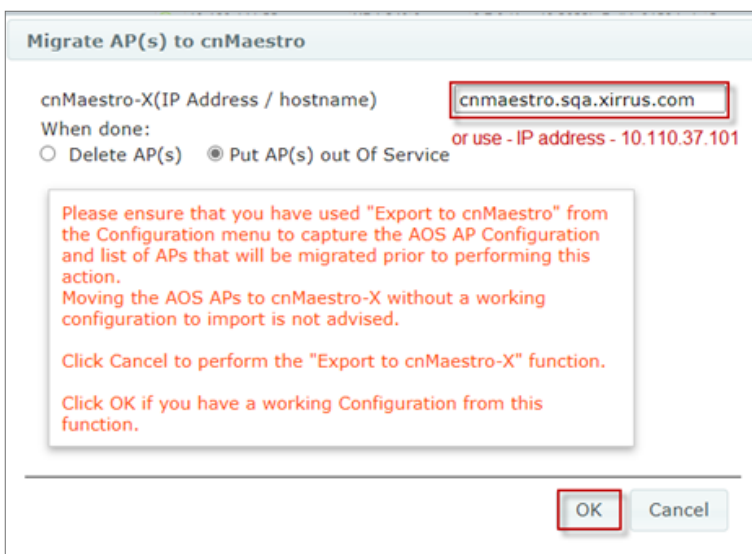 Migrate AP(s) to cnMaestro
cnMaestro-X(IP Address / hostname)
cnmaestro.sqa.xirrus.com
When done:
or use - IP address - 10.110.37.101
Delete AP(s)
Put AP(s) out Of Service
Please ensure that you have used "Export to cnMaestro" from
the Configuration menu to capture the AOS AP Configuration
and list of APs that will be migrated prior to performing this
action.
Moving the AOS APs to cnMaestro-X without a working
configuration to import is not advised.
Click Cancel to perform the "Export to cnMaestro-X" function.
Click OK if you have a working Configuration from this
function.
OK
Cancel